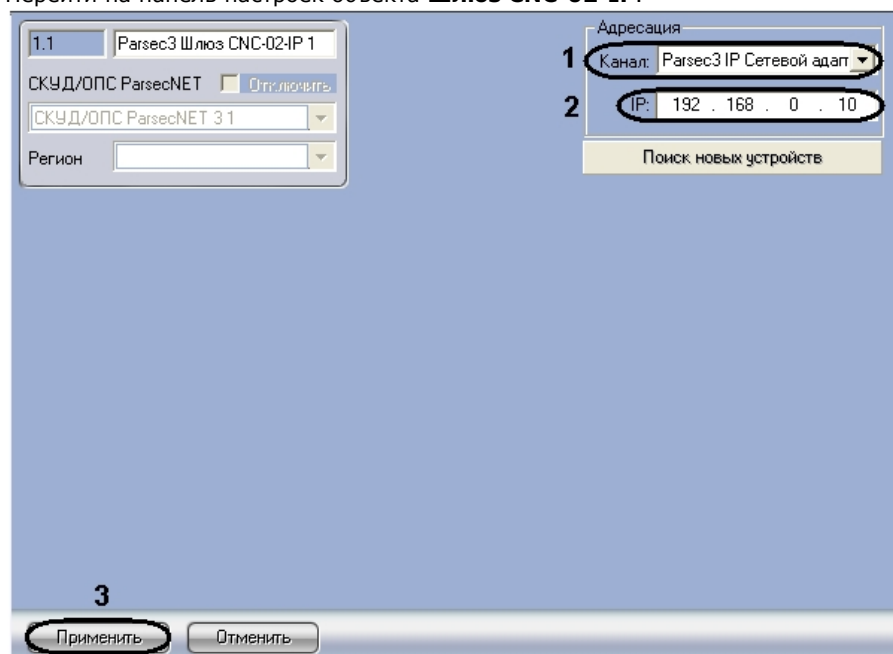 Перейти на панель настроек объекта Шлюз CNC-02-IP.
1.1 Parsec3 Шлюз CNC-02-IP 1
СКУД/ОПС ParsecNET Отключить
СКУД/ОПС ParsecNET 3 1
Регион
Адресация
1 Канал: Parsec3 IP Сетевой адап
2 IP: 192 . 168 . 0 . 10
Поиск новых устройств
3
Применить Отменить